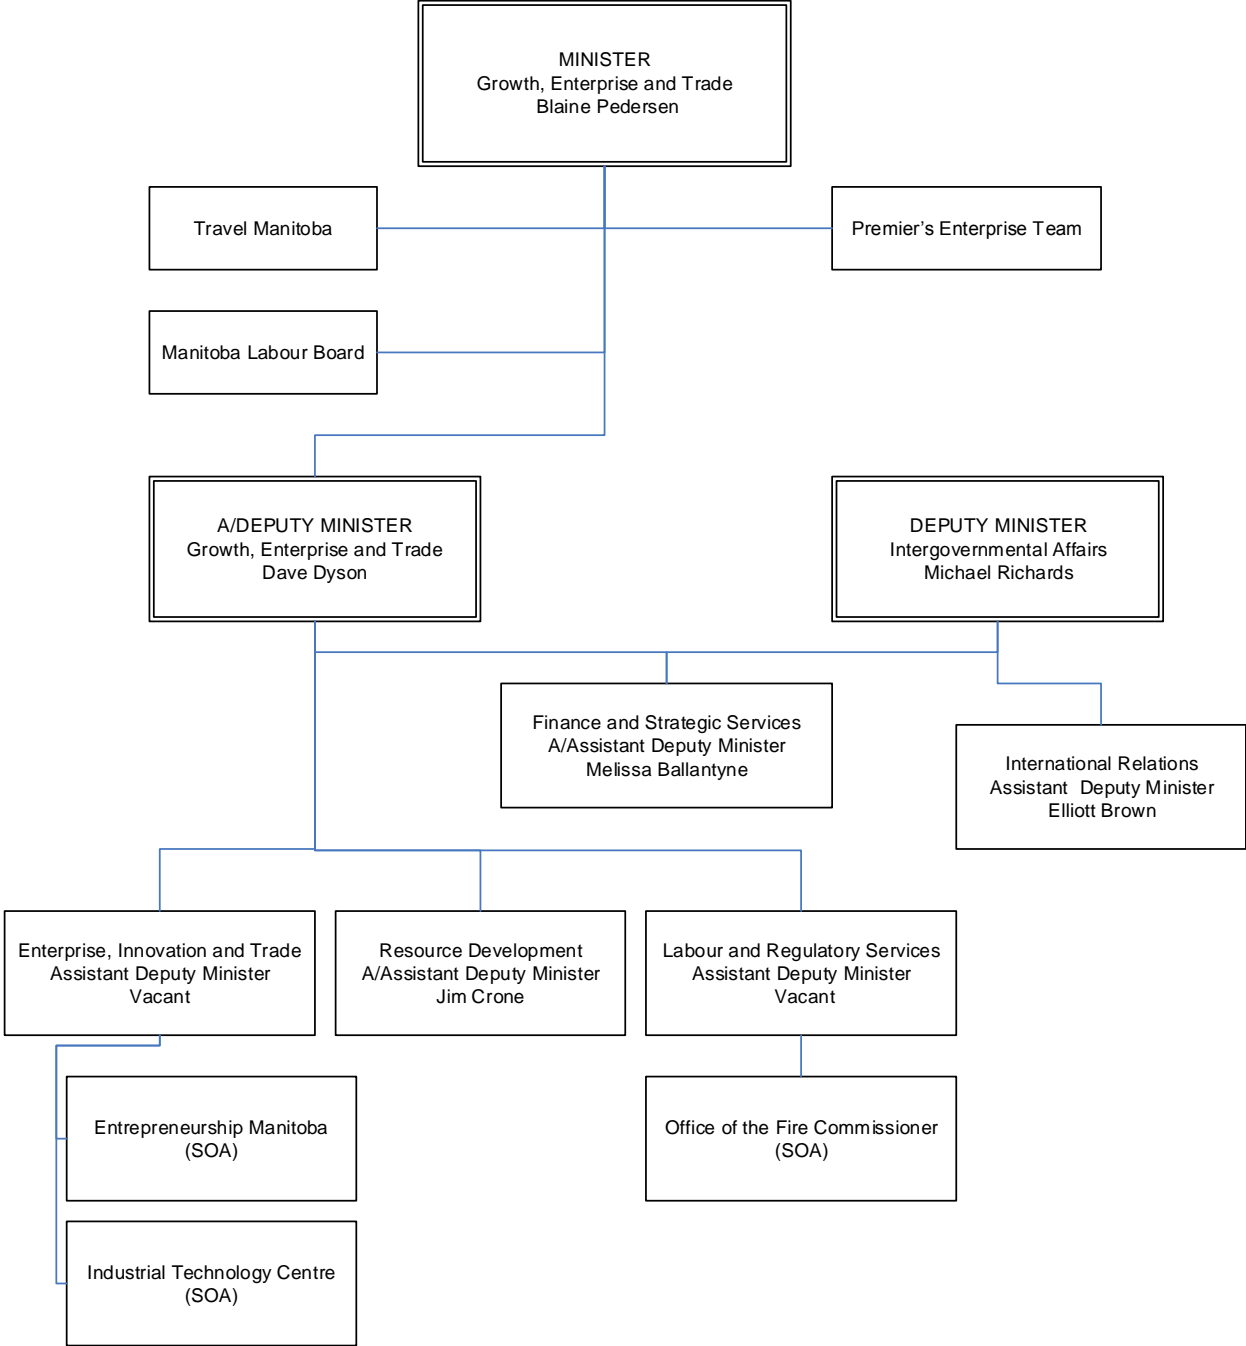 MINISTER
Growth, Enterprise and Trade
Blaine Pedersen
Travel Manitoba
Premier's Enterprise Team
Manitoba Labour Board
A/DEPUTY MINISTER
Growth, Enterprise and Trade
Dave Dyson
DEPUTY MINISTER
Intergovernmental Affairs
Michael Richards
Finance and Strategic Services
A/Assistant Deputy Minister
Melissa Ballantyne
International Relations
Assistant  Deputy Minister
Elliott Brown
Enterprise, Innovation and Trade
Assistant Deputy Minister
Vacant
Resource Development
A/Assistant Deputy Minister
Jim Crone
Labour and Regulatory Services
Assistant Deputy Minister
Vacant
Entrepreneurship Manitoba
(SOA)
Office of the Fire Commissioner
(SOA)
Industrial Technology Centre
(SOA)